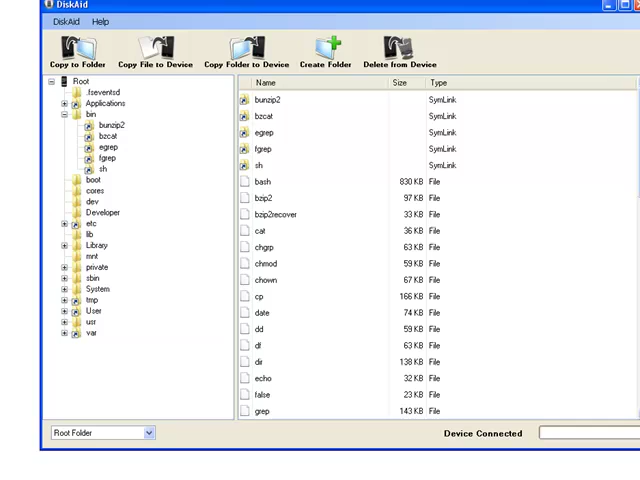 DiskAid
DiskAid Help
Copy to Folder Copy File to Device Copy Folder to Device Create Folder Delete from Device
Root
.fseventsd
Applications
bin
bunzip2
bzcat
egrep
fgrep
sh
boot
cores
dev
Developer
etc
lib
Library
mnt
private
sbin
System
tmp
User
usr
var
Name Size Type
bunzip2 SymLink
bzcat SymLink
egrep SymLink
fgrep SymLink
sh SymLink
bash 830 KB File
bzip2 97 KB File
bzip2recover 33 KB File
cat 36 KB File
chgrp 63 KB File
chmod 59 KB File
chown 67 KB File
cp 166 KB File
date 74 KB File
dd 59 KB File
df 63 KB File
dir 138 KB File
echo 32 KB File
false 23 KB File
grep 143 KB File
Root Folder Device Connected